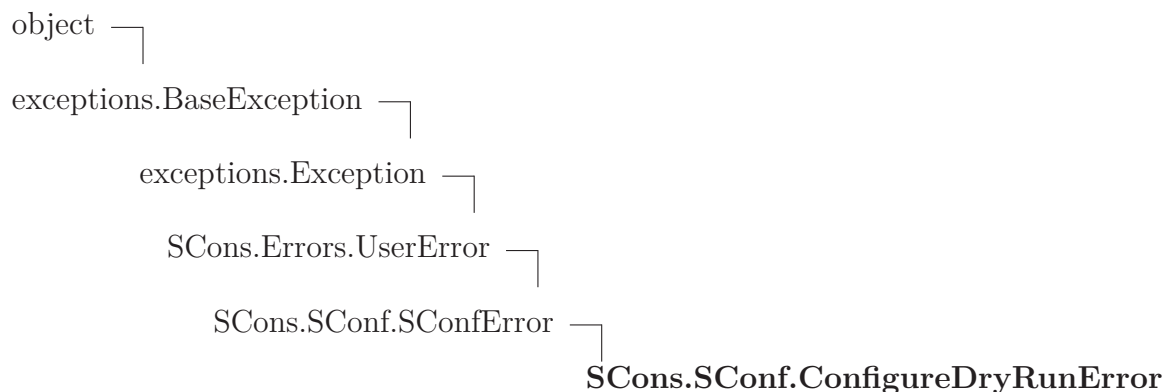 object
exceptions.BaseException
exceptions.Exception
SCons.Errors.UserError
SCons.SConf.SConfError
SCons.SConf.ConfigureDryRunError